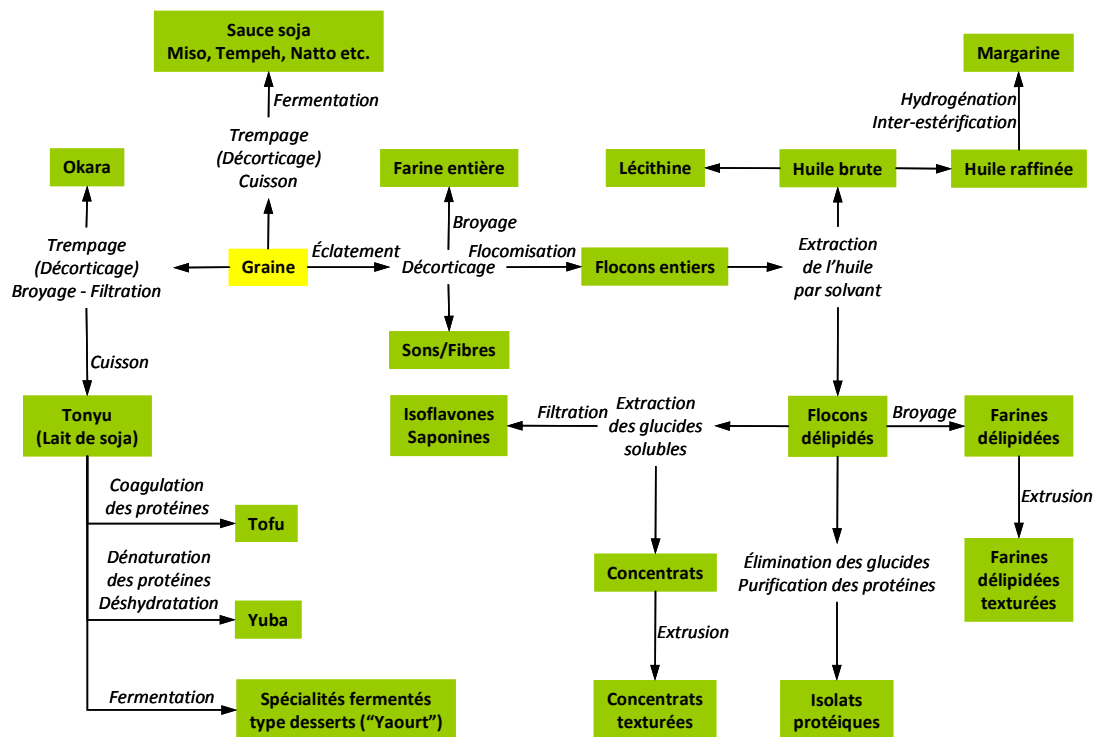 Sauce soja
Miso, Tempeh, Natto etc.
Margarine
Fermentation
Hydrogénation
Inter-estérification
Trempage
(Décorticage)
Cuisson
Okara
Farine entière
Lécithine
Huile brute
Huile raffinée
Broyage
Trempage
(Décorticage)
Broyage - Filtration
Graine
Éclatement
Décorticage
Flocomisation
Flocons entiers
Extraction
de l’huile
par solvant
Sons/Fibres
Cuisson
Tonyu
(Lait de soja)
Isoflavones
Saponines
Filtration
Extraction
des glucides
solubles
Flocons
délipidés
Broyage
Farines
délipidées
Coagulation
des protéines
Tofu
Extrusion
Dénaturation
des protéines
Déshydratation
Yuba
Concentrats
Élimination des glucides
Purification des protéines
Farines
délipidées
texturées
Extrusion
Fermentation
Spécialités fermentés
type desserts (“Yaourt”)
Concentrats
texturées
Isolats
protéiques